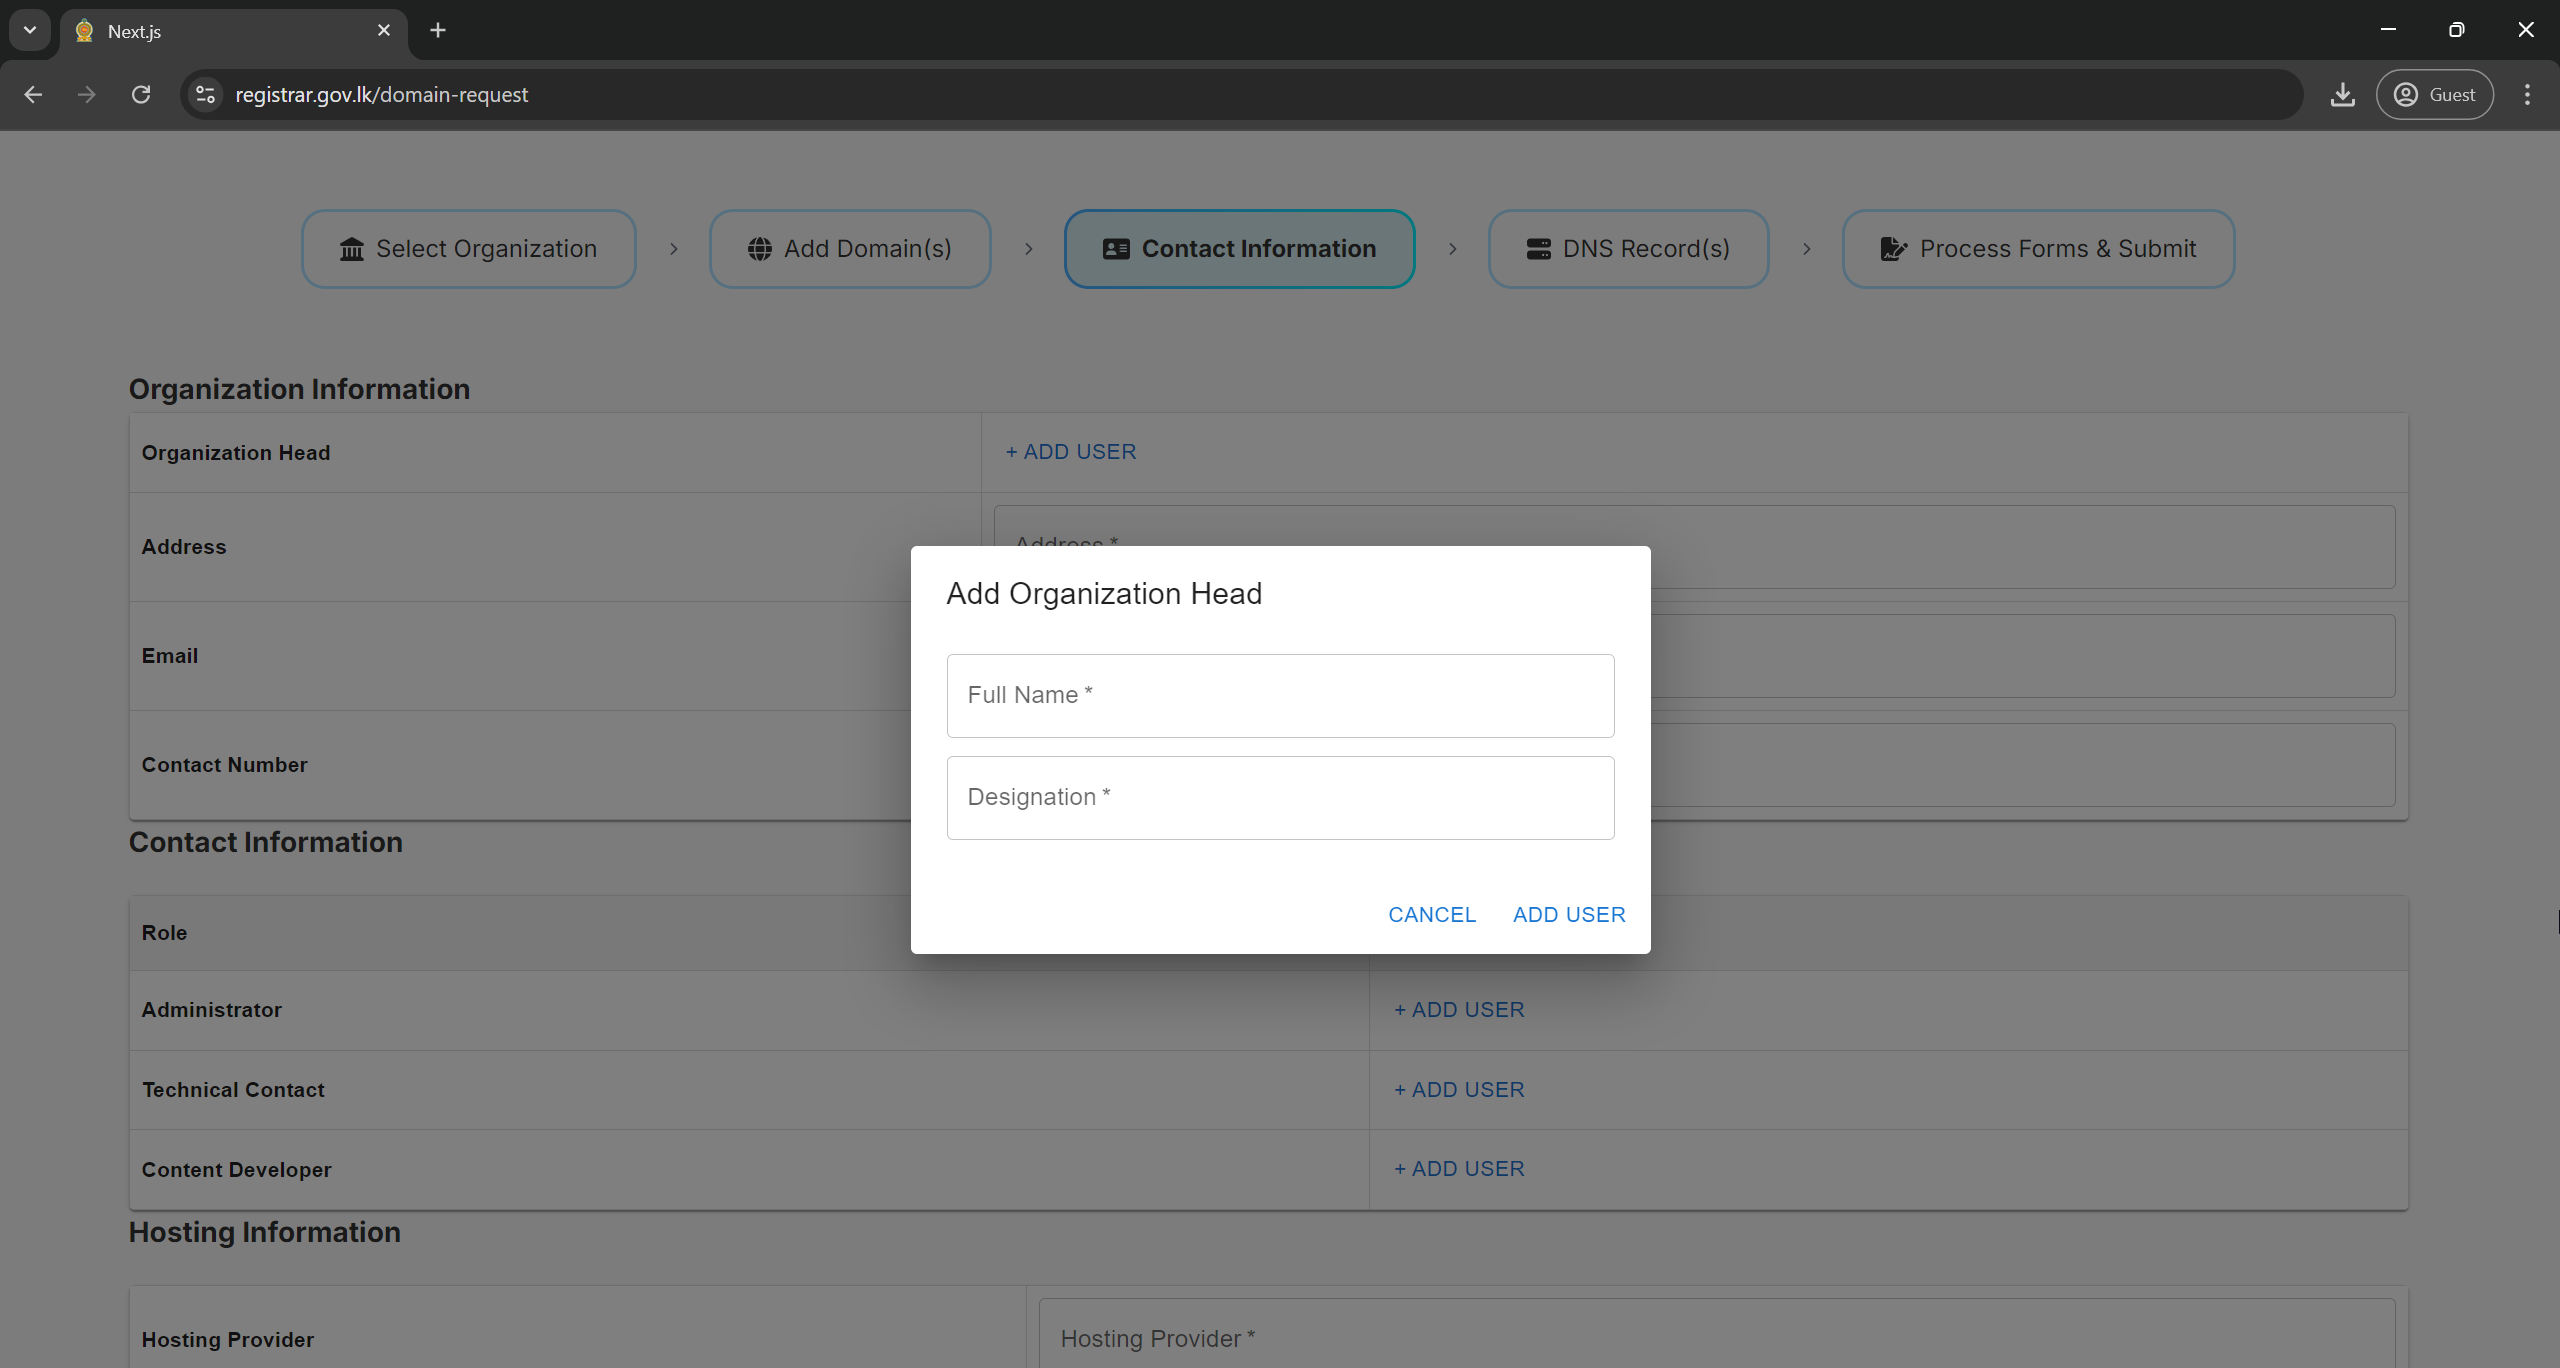 Next.js
registrar.gov.lk/domain-request
Guest
Select Organization
Add Domain(s)
Contact Information
DNS Record(s)
Process Forms & Submit
Organization Information
Organization Head
+ ADD USER
Address
Address *
Email
Contact Number
Add Organization Head
Full Name *
Designation *
CANCEL
ADD USER
Contact Information
Role
Administrator
+ ADD USER
Technical Contact
+ ADD USER
Content Developer
+ ADD USER
Hosting Information
Hosting Provider
Hosting Provider *